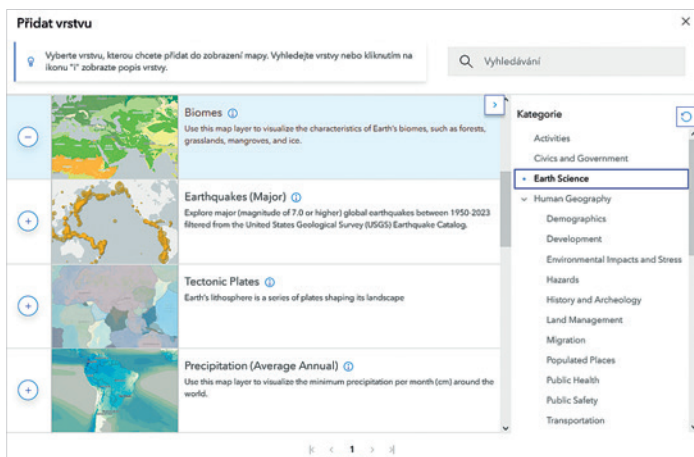 Přidat vrstvu
Vyberte vrstvu, kterou chcete přidat do zobrazení mapy. Vyhledejte vrstvy nebo kliknutím na
ikonu "i" zobrazte popis vrstvy.
Vyhledávání
Biomes
Use this map layer to visualize the characteristics of Earth's biomes, such as forests,
grasslands, mangroves, and ice.
Earthquakes (Major)
Explore major (magnitude of 7.0 or higher) global earthquakes between 1950-2023
filtered from the United States Geological Survey (USGS) Earthquake Catalog.
Tectonic Plates
Earth's lithosphere is a series of plates shaping its landscape
Precipitation (Average Annual)
Use this map layer to visualize the minimum precipitation per month (cm) around the
world.
1
Kategorie
Activities
Civics and Government
Earth Science
Human Geography
Demographics
Development
Environmental Impacts and Stress
Hazards
History and Archeology
Land Management
Migration
Populated Places
Public Health
Public Safety
Transportation